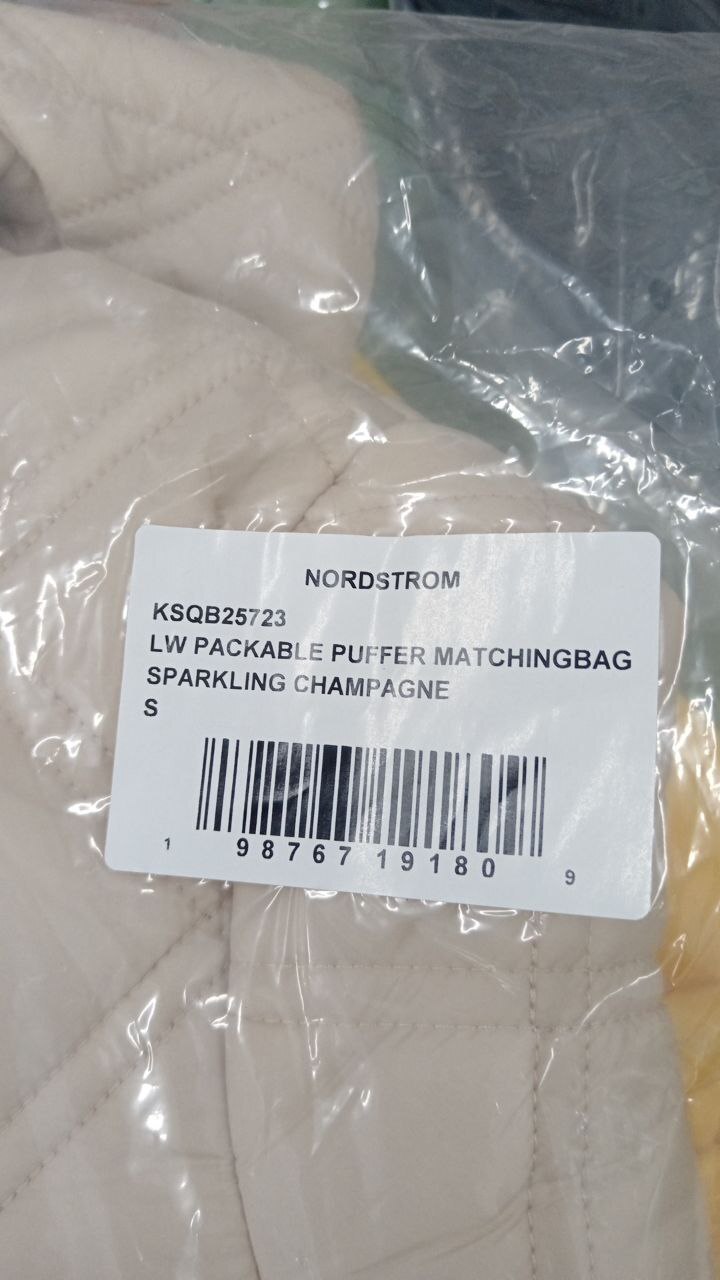 NORDSTROM
KSQB25723
LW PACKABLE PUFFER MATCHINGBAG
SPARKLING CHAMPAGNE
S
1 98767 19180 9